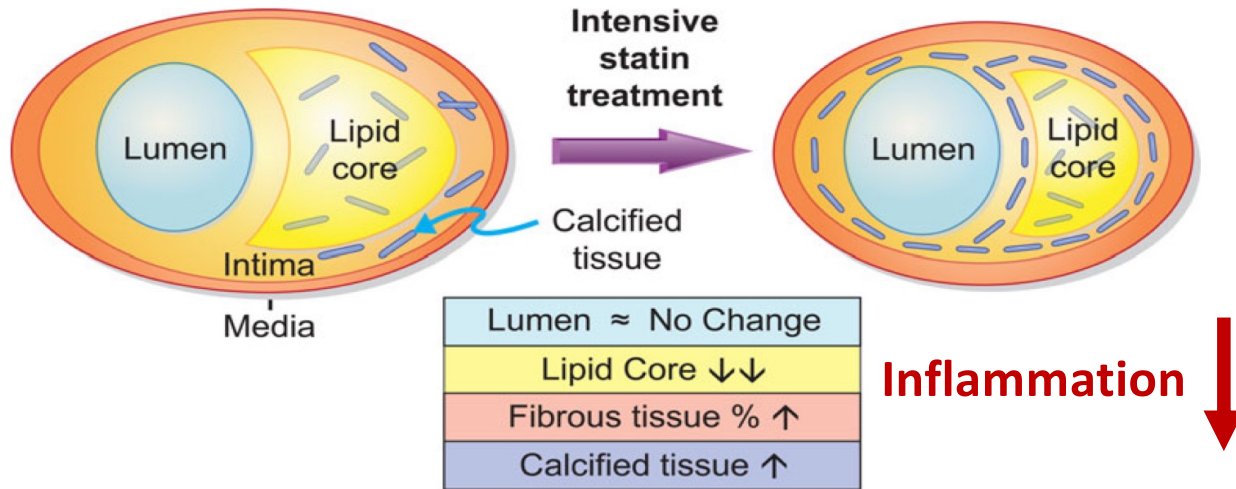 Intensive
statin
treatment
Lumen
Lipid
core
Calcified
tissue
Intima
Media
Lumen
Lipid
core
Lumen ≈ No Change
Lipid Core ↓↓
Fibrous tissue % ↑
Calcified tissue ↑
Inflammation